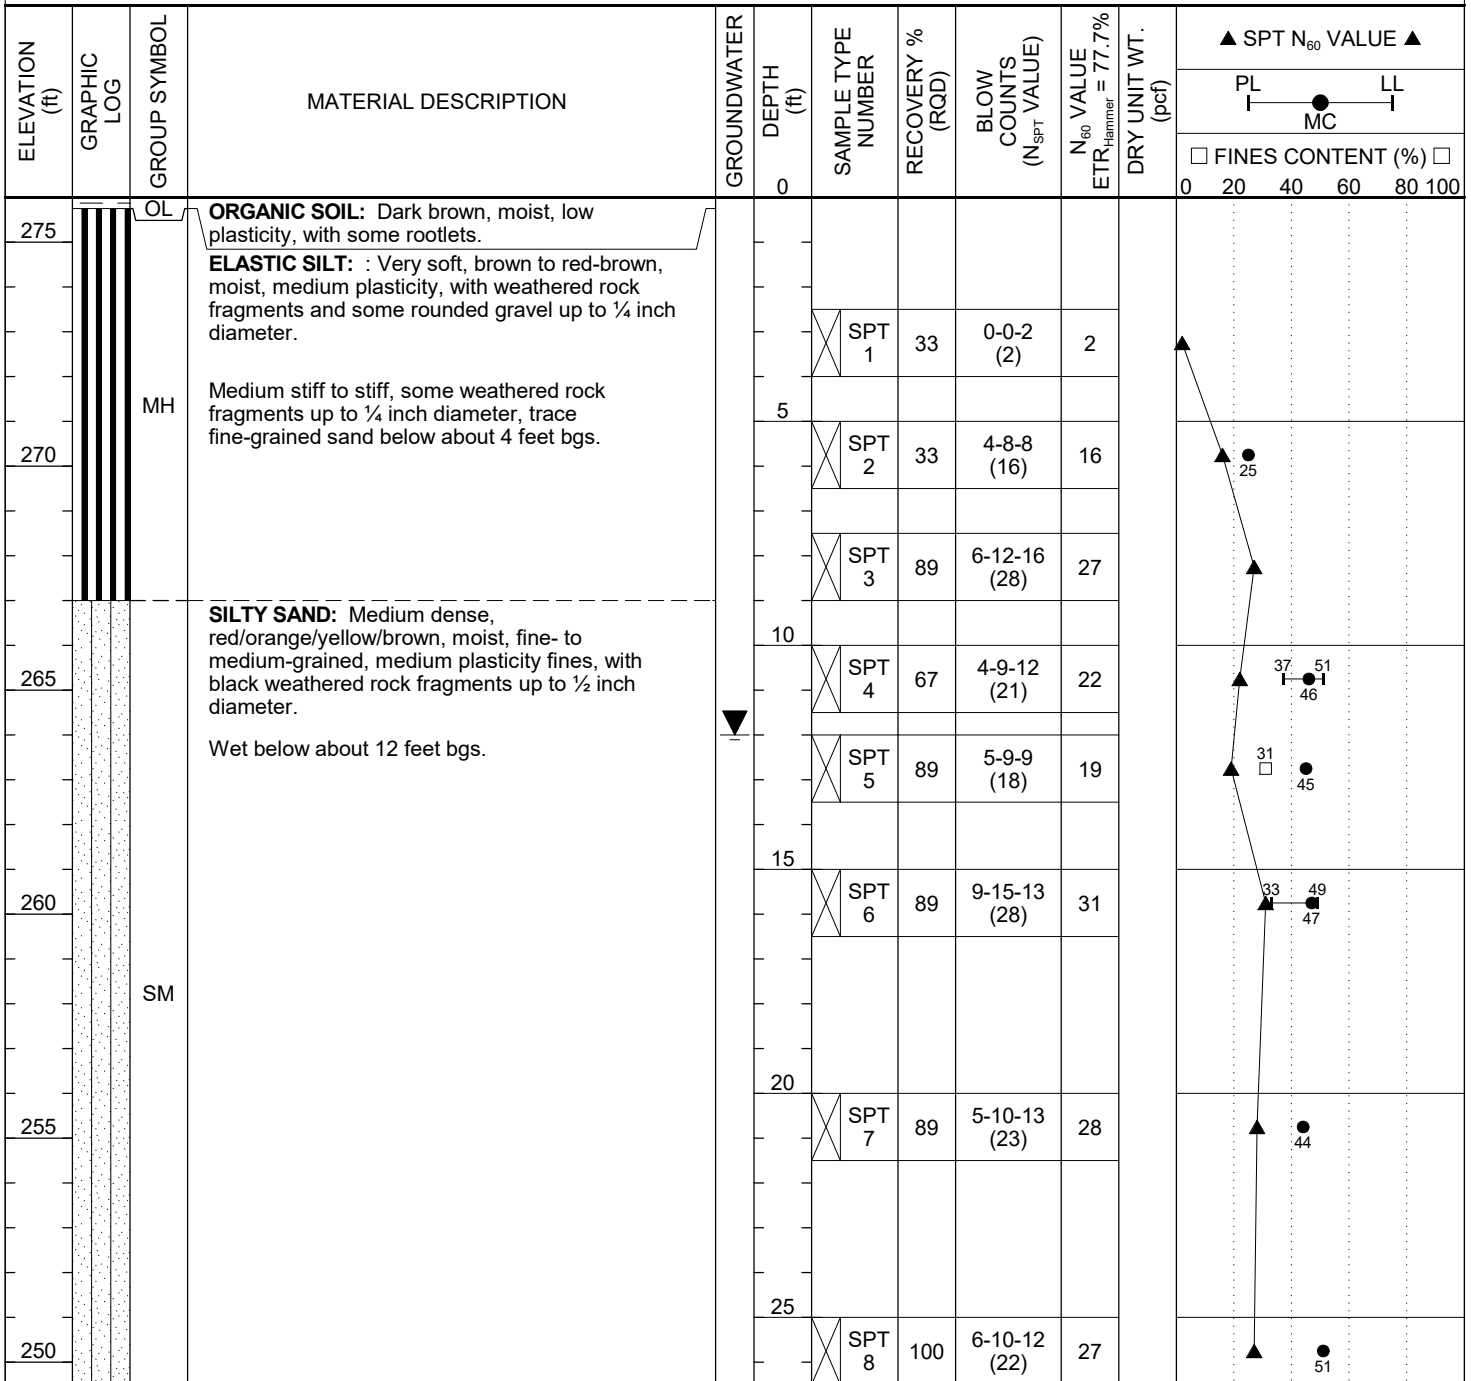 ELEVATION
(ft)
GRAPHIC
LOG
GROUP SYMBOL
MATERIAL DESCRIPTION
GROUNDWATER
DEPTH
(ft)
0
SAMPLE TYPE
NUMBER
RECOVERY %
(RQD)
BLOW
COUNTS
(N_SPT VALUE)
N₆₀ VALUE
ETR_Hammer = 77.7%
DRY UNIT WT.
(pcf)
▲ SPT N₆₀ VALUE ▲
PL LL
MC
□ FINES CONTENT (%) □
0 20 40 60 80 100
OL
ORGANIC SOIL: Dark brown, moist, low
plasticity, with some rootlets.
275
ELASTIC SILT: : Very soft, brown to red-brown,
moist, medium plasticity, with weathered rock
fragments and some rounded gravel up to ¼ inch
diameter.
SPT
1
33
0-0-2
(2)
2
MH
Medium stiff to stiff, some weathered rock
fragments up to ¼ inch diameter, trace
fine-grained sand below about 4 feet bgs.
5
270
SPT
2
33
4-8-8
(16)
16
25
SPT
3
89
6-12-16
(28)
27
SILTY SAND: Medium dense,
red/orange/yellow/brown, moist, fine- to
medium-grained, medium plasticity fines, with
black weathered rock fragments up to ½ inch
diameter.
10
265
SPT
4
67
4-9-12
(21)
22
37 51
46
Wet below about 12 feet bgs.
SPT
5
89
5-9-9
(18)
19
31
45
15
260
SPT
6
89
9-15-13
(28)
31
33 49
47
SM
20
255
SPT
7
89
5-10-13
(23)
28
44
25
250
SPT
8
100
6-10-12
(22)
27
51